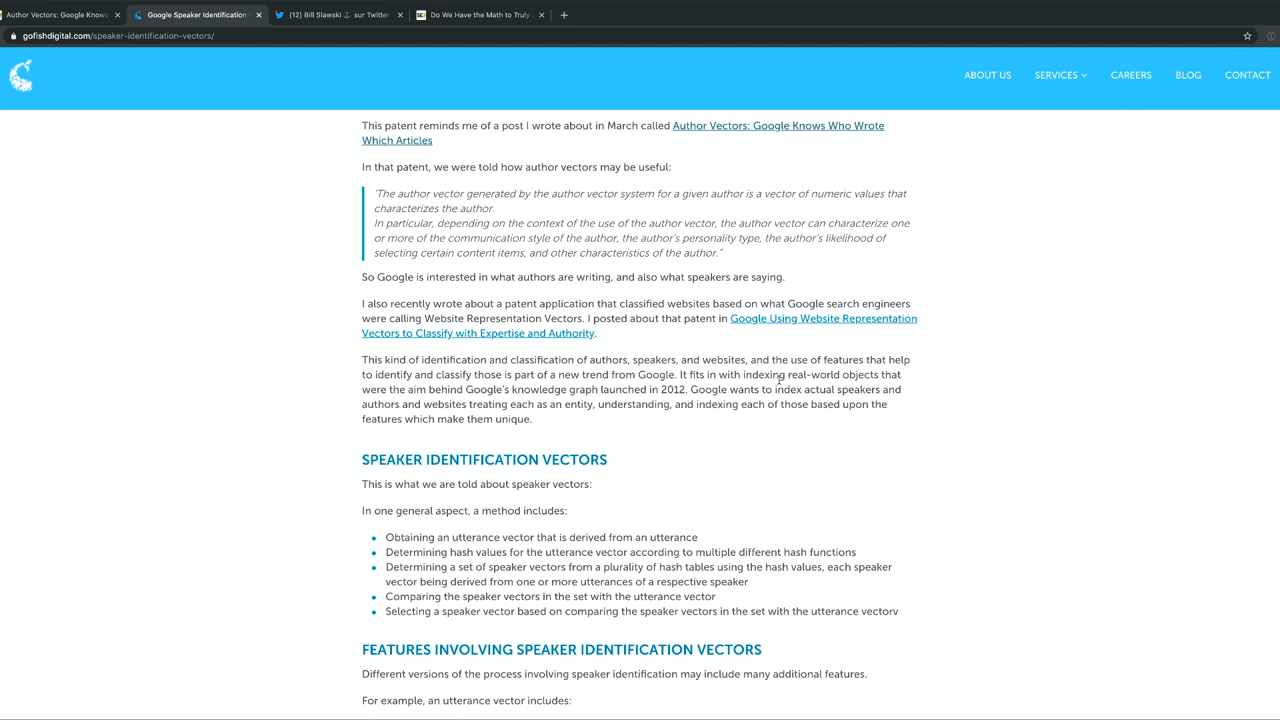 Author Vectors: Google Knows
Google Speaker Identification
(12) Bill Slawski ⚓ sur Twitter
Do We Have the Math to Truly
gofishdigital.com/speaker-identification-vectors/
ABOUT US SERVICES CAREERS BLOG CONTACT
This patent reminds me of a post I wrote about in March called Author Vectors: Google Knows Who Wrote
Which Articles
In that patent, we were told how author vectors may be useful:
"The author vector generated by the author vector system for a given author is a vector of numeric values that
characterizes the author.
In particular, depending on the context of the use of the author vector, the author vector can characterize one
or more of the communication style of the author, the author's personality type, the author's likelihood of
selecting certain content items, and other characteristics of the author."
So Google is interested in what authors are writing, and also what speakers are saying.
I also recently wrote about a patent application that classified websites based on what Google search engineers
were calling Website Representation Vectors. I posted about that patent in Google Using Website Representation
Vectors to Classify with Expertise and Authority.
This kind of identification and classification of authors, speakers, and websites, and the use of features that help
to identify and classify those is part of a new trend from Google. It fits in with indexing real-world objects that
were the aim behind Google's knowledge graph launched in 2012. Google wants to index actual speakers and
authors and websites treating each as an entity, understanding, and indexing each of those based upon the
features which make them unique.
SPEAKER IDENTIFICATION VECTORS
This is what we are told about speaker vectors:
In one general aspect, a method includes:
• Obtaining an utterance vector that is derived from an utterance
• Determining hash values for the utterance vector according to multiple different hash functions
• Determining a set of speaker vectors from a plurality of hash tables using the hash values, each speaker
vector being derived from one or more utterances of a respective speaker
• Comparing the speaker vectors in the set with the utterance vector
• Selecting a speaker vector based on comparing the speaker vectors in the set with the utterance vectorv
FEATURES INVOLVING SPEAKER IDENTIFICATION VECTORS
Different versions of the process involving speaker identification may include many additional features.
For example, an utterance vector includes: